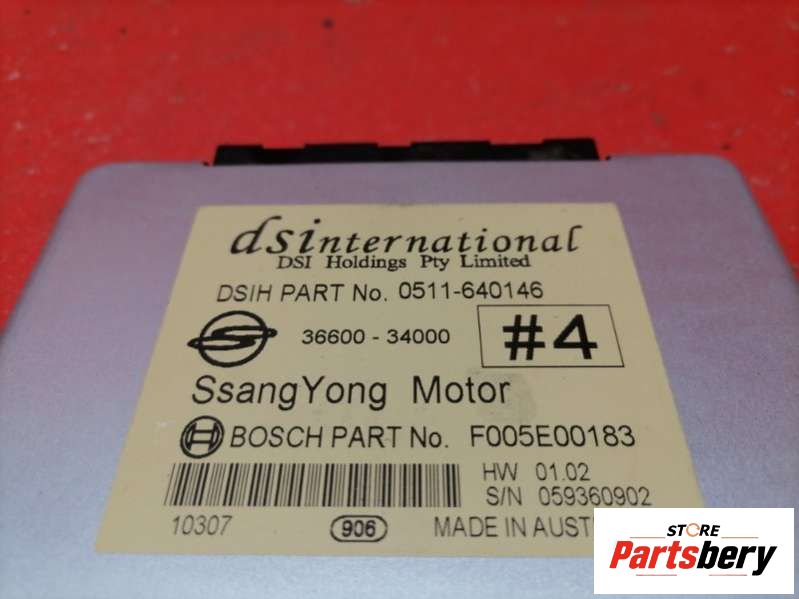 dsinternational
DSI Holdings Pty Limited
DSIH PART No. 0511-640146
36600 - 34000
#4
SsangYong Motor
BOSCH PART No. F005E00183
HW 01.02
S/N 059360902
10307
906
MADE IN
STORE
Partsbery